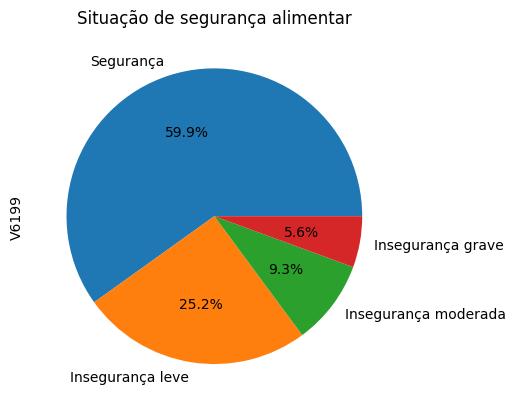 Situação de segurança alimentar
Segurança
59.9%
V6199
5.6%
Insegurança grave
9.3%
25.2%
Insegurança moderada
Insegurança leve